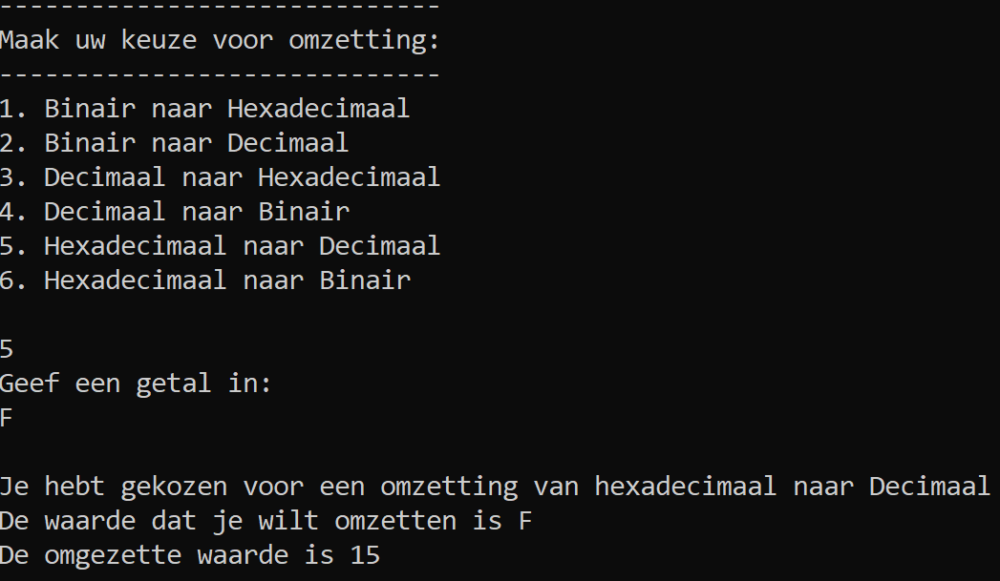 -----------------------------
Maak uw keuze voor omzetting:
-----------------------------
1. Binair naar Hexadecimaal
2. Binair naar Decimaal
3. Decimaal naar Hexadecimaal
4. Decimaal naar Binair
5. Hexadecimaal naar Decimaal
6. Hexadecimaal naar Binair
5
Geef een getal in:
F
Je hebt gekozen voor een omzetting van hexadecimaal naar Decimaal
De waarde dat je wilt omzetten is F
De omgezette waarde is 15